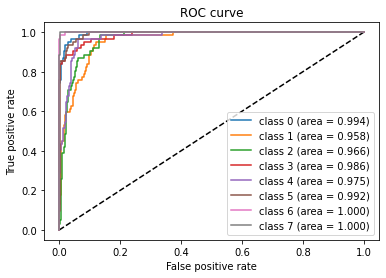 ROC curve
True positive rate
1.0
0.8
0.6
0.4
0.2
0.0
class 0 (area = 0.994)
class 1 (area = 0.958)
class 2 (area = 0.966)
class 3 (area = 0.986)
class 4 (area = 0.975)
class 5 (area = 0.992)
class 6 (area = 1.000)
class 7 (area = 1.000)
0.0 0.2 0.4 0.6 0.8 1.0
False positive rate